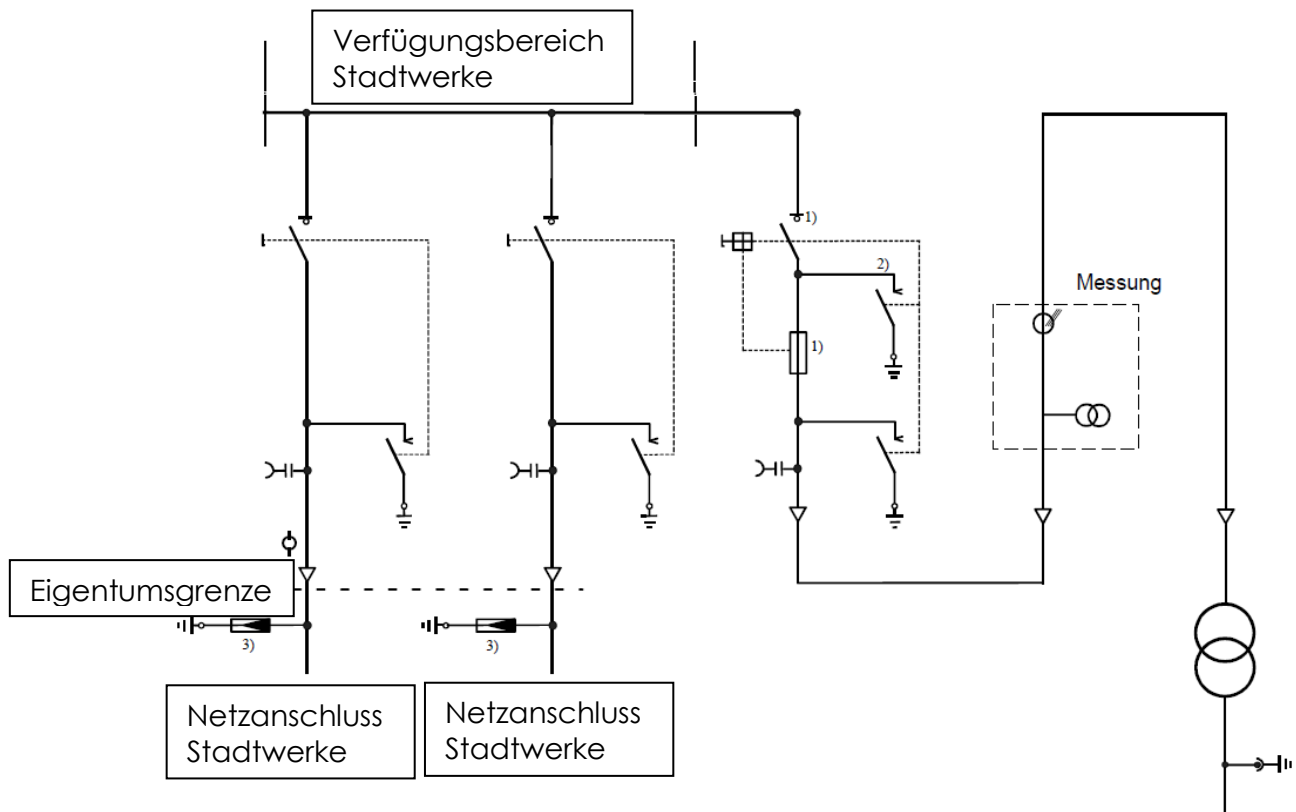 Verfügungsbereich
Stadtwerke
1)
2)
Messung
1)
Eigentumsgrenze
3)
3)
Netzanschluss
Stadtwerke
Netzanschluss
Stadtwerke